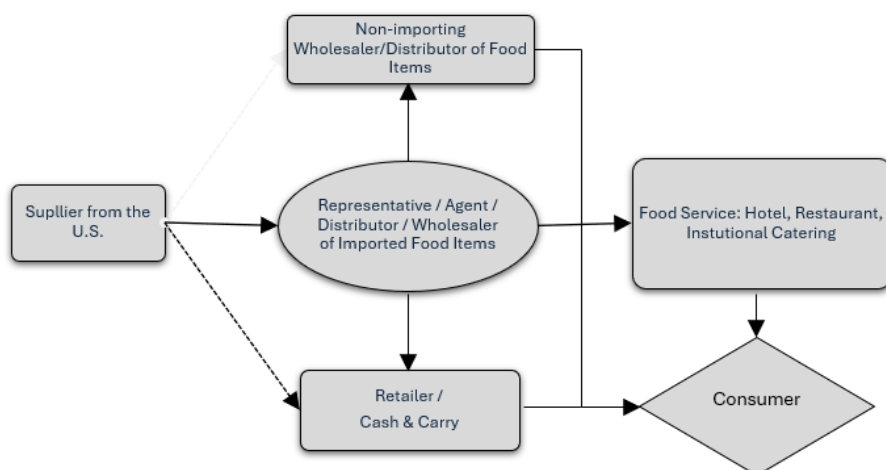 Non-importing
Wholesaler/Distributor of Food
Items
Supllier from the
U.S.
Representative / Agent /
Distributor / Wholesaler
of Imported Food Items
Food Service: Hotel, Restaurant,
Instutional Catering
Retailer /
Cash & Carry
Consumer